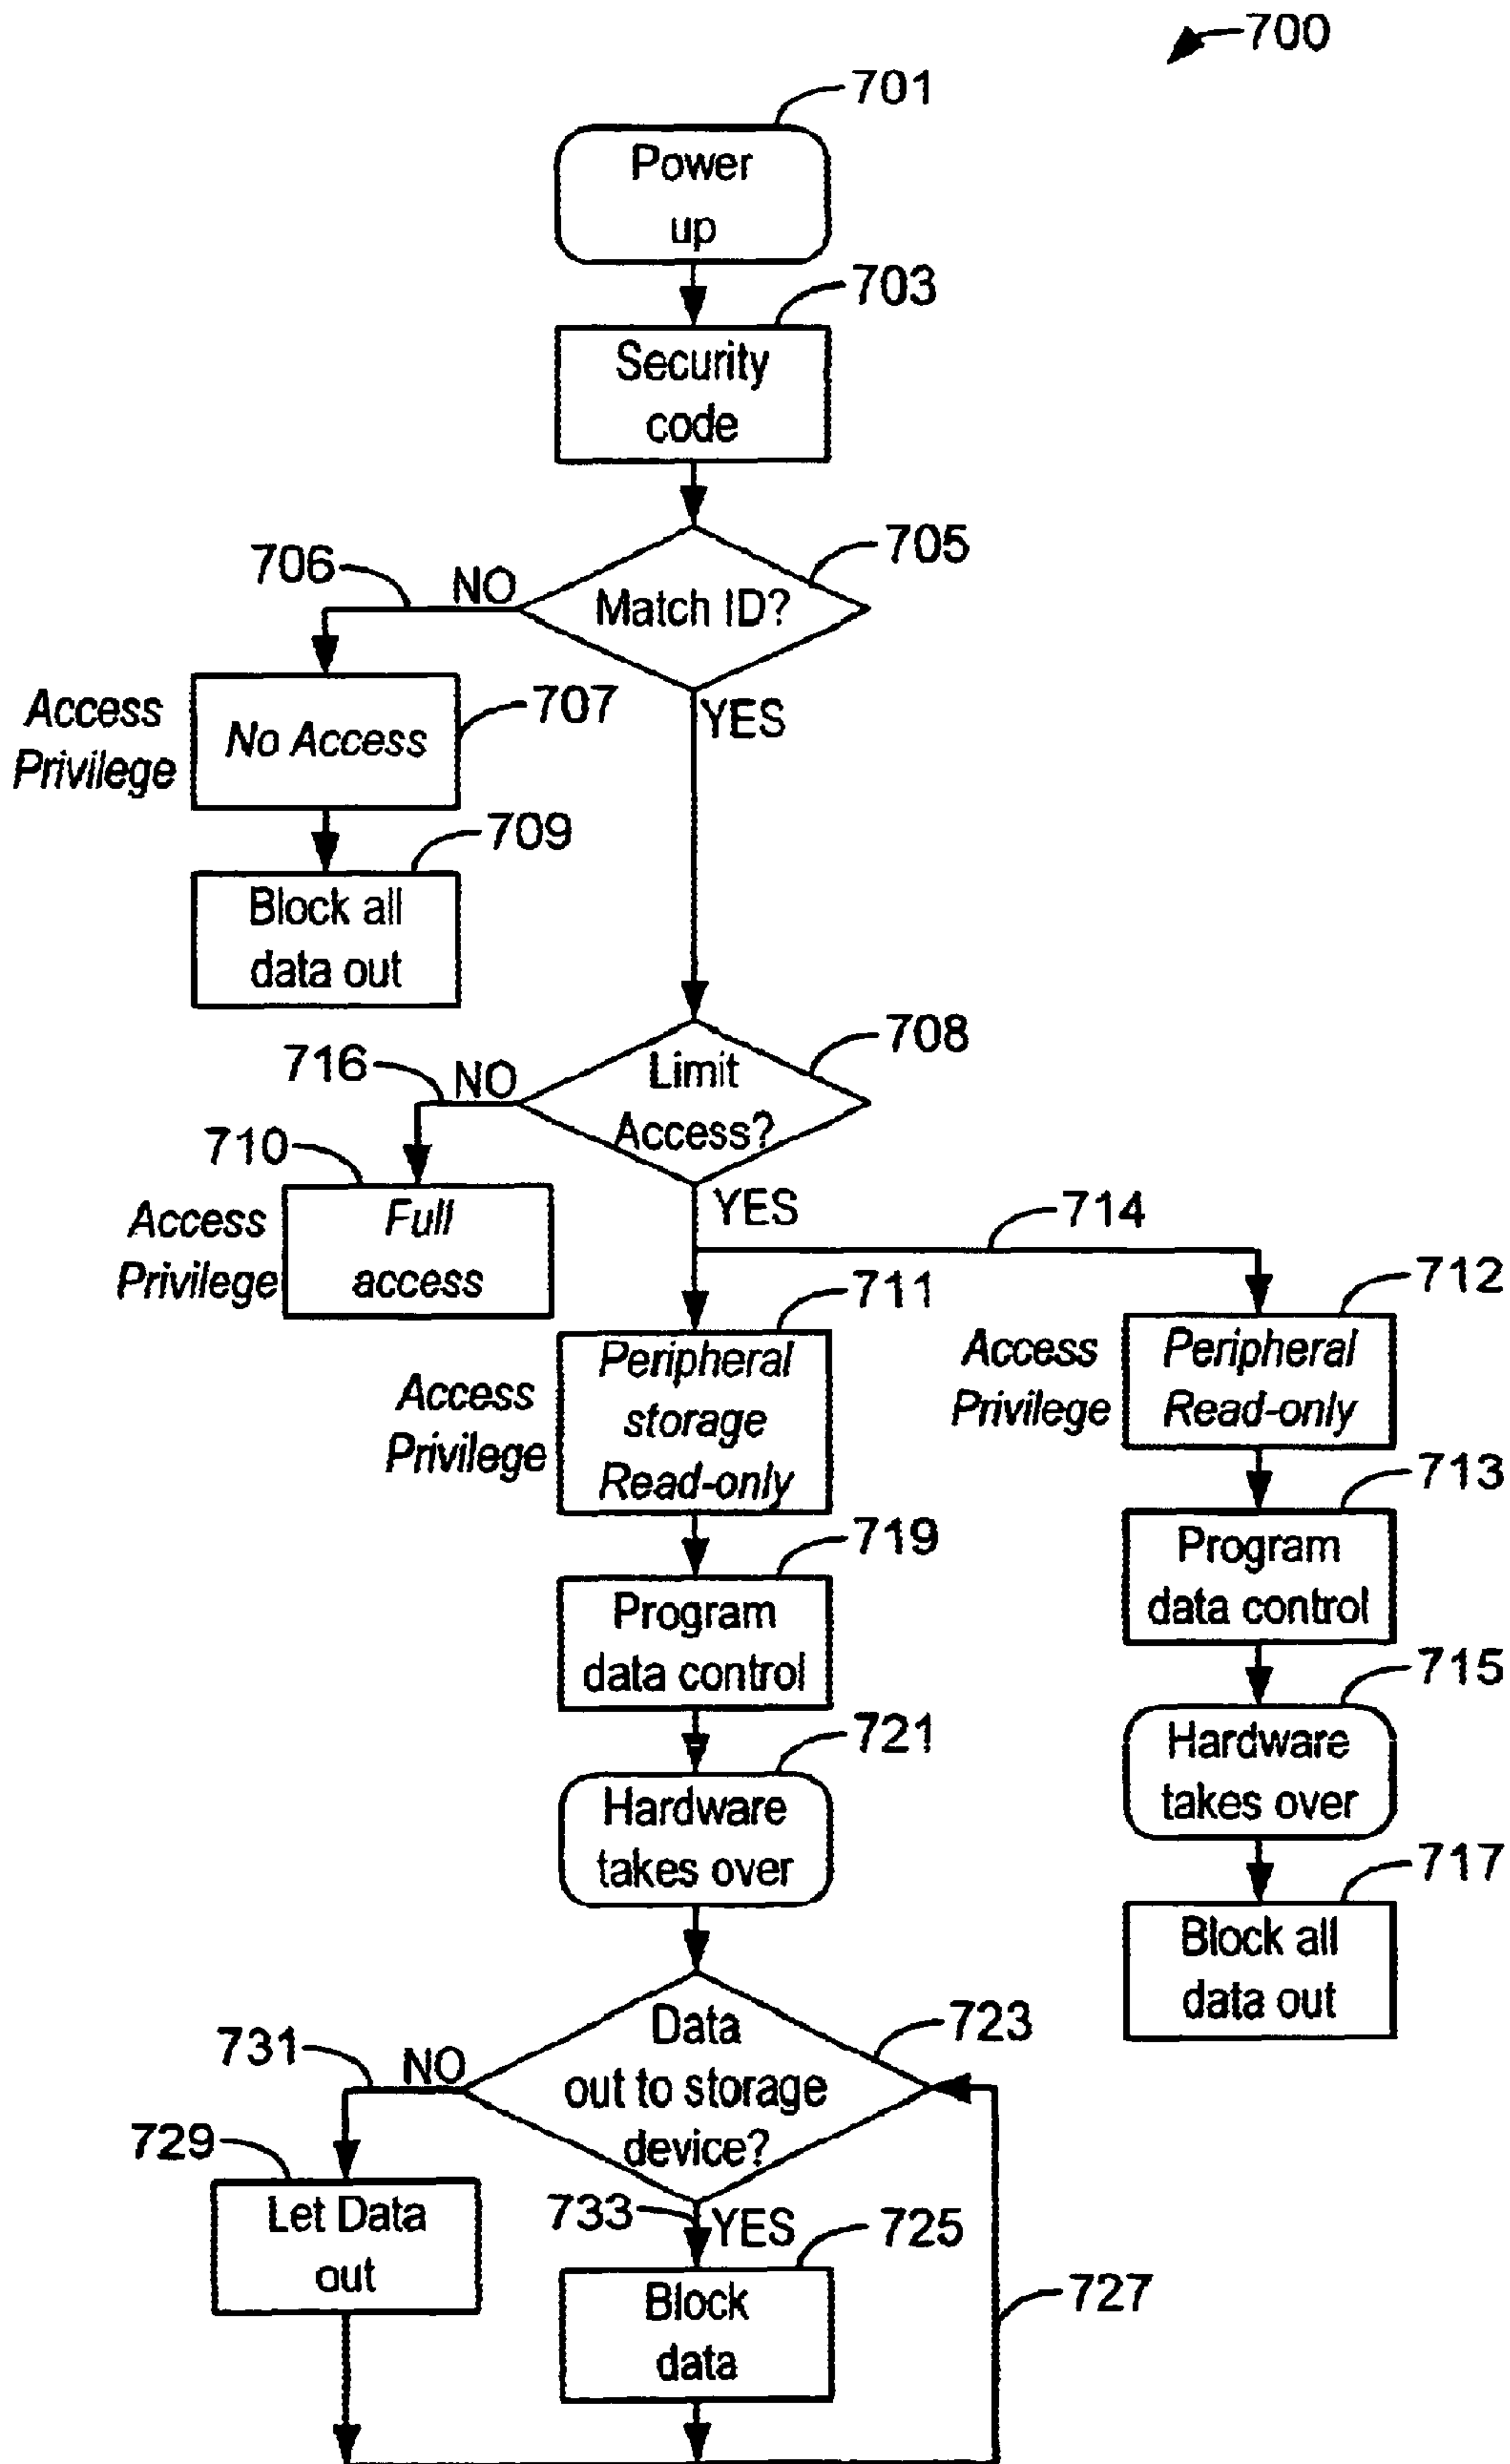 700
701
Power
up
703
Security
code
705
706
NO
Match ID?
YES
Access
Privilege
No Access
707
709
Block all
data out
708
716
NO
Limit
Access?
YES
710
Access
Privilege
Full
access
714
711
Access
Privilege
Peripheral
storage
Read-only
712
Access
Privilege
Peripheral
Read-only
719
Program
data control
713
Program
data control
721
Hardware
takes over
715
Hardware
takes over
717
Block all
data out
723
731
NO
Data
out to storage
device?
733
YES
729
Let Data
out
725
Block
data
727